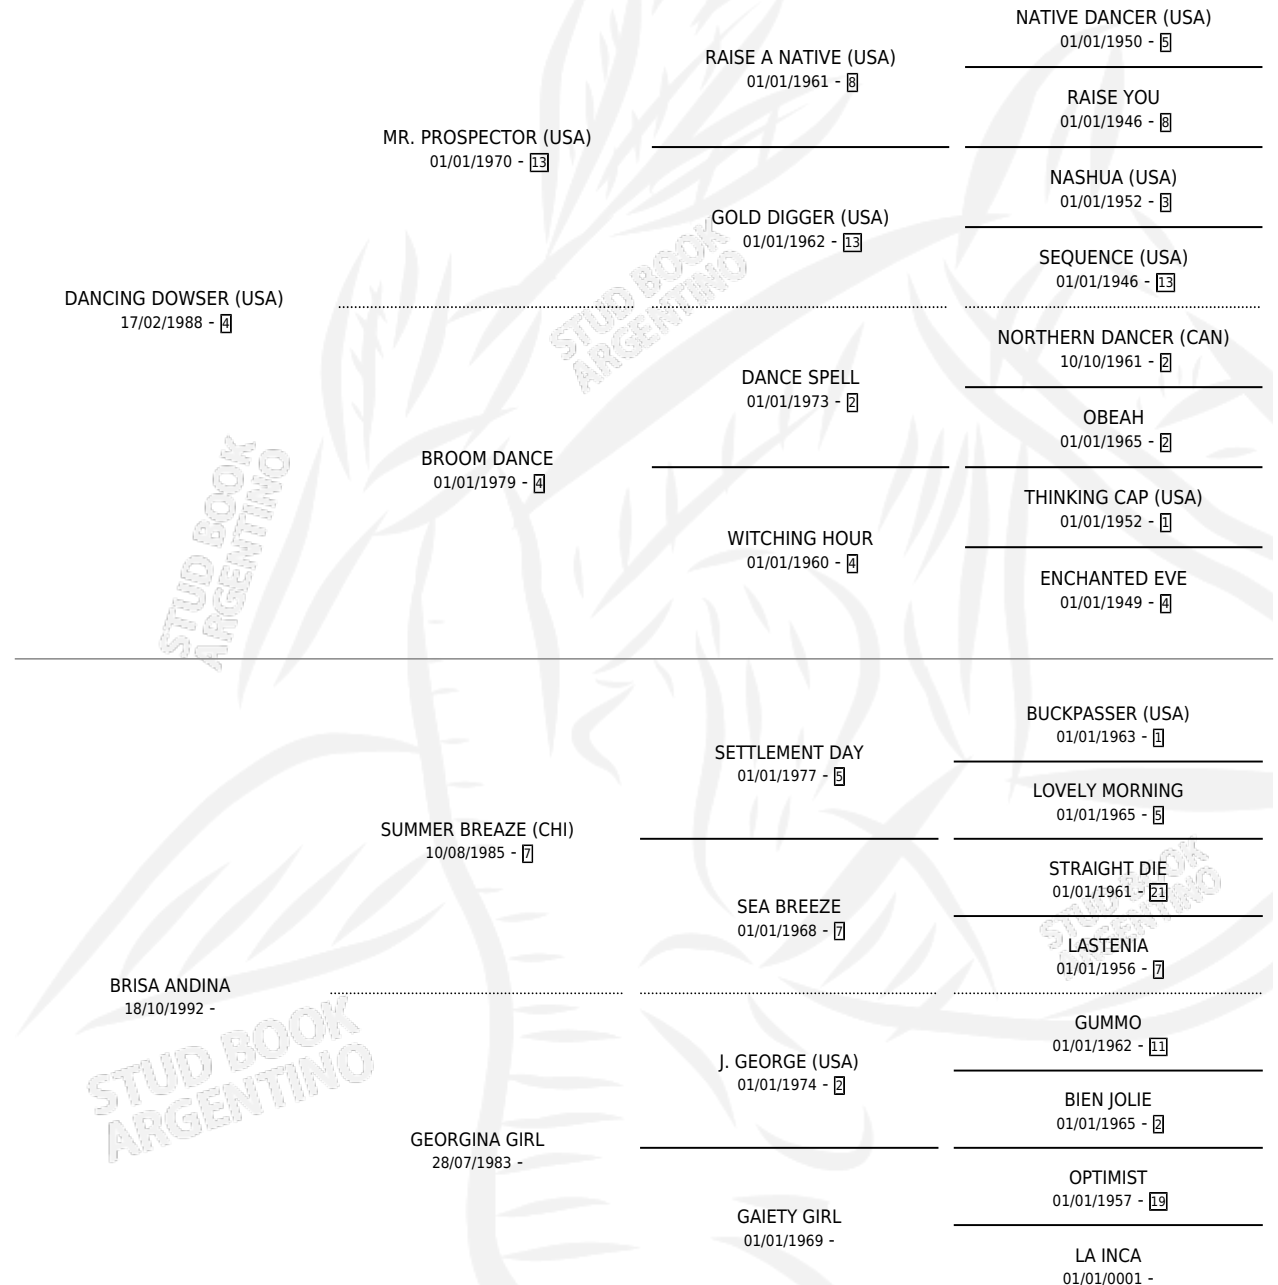 NATIVE DANCER (USA)
01/01/1950 - 5
RAISE A NATIVE (USA)
01/01/1961 - 8
RAISE YOU
01/01/1946 - 8
MR. PROSPECTOR (USA)
01/01/1970 - 13
NASHUA (USA)
01/01/1952 - 3
GOLD DIGGER (USA)
01/01/1962 - 13
SEQUENCE (USA)
01/01/1946 - 13
DANCING DOWSER (USA)
17/02/1988 - 4
NORTHERN DANCER (CAN)
10/10/1961 - 2
DANCE SPELL
01/01/1973 - 2
OBEAH
01/01/1965 - 2
BROOM DANCE
01/01/1979 - 4
THINKING CAP (USA)
01/01/1952 - 1
WITCHING HOUR
01/01/1960 - 4
ENCHANTED EVE
01/01/1949 - 4
BUCKPASSER (USA)
01/01/1963 - 1
SETTLEMENT DAY
01/01/1977 - 5
LOVELY MORNING
01/01/1965 - 5
SUMMER BREAZE (CHI)
10/08/1985 - 7
STRAIGHT DIE
01/01/1961 - 21
SEA BREEZE
01/01/1968 - 7
LASTENIA
01/01/1956 - 7
BRISA ANDINA
18/10/1992 -
GUMMO
01/01/1962 - 11
J. GEORGE (USA)
01/01/1974 - 2
BIEN JOLIE
01/01/1965 - 2
GEORGINA GIRL
28/07/1983 -
OPTIMIST
01/01/1957 - 19
GAIETY GIRL
01/01/1969 -
LA INCA
01/01/0001 -
STUD BOOK
ARGENTINO
STUD BOOK
ARGENTINO
STUD BOOK
ARGENTINO
STUD BOOK
ARGENTINO